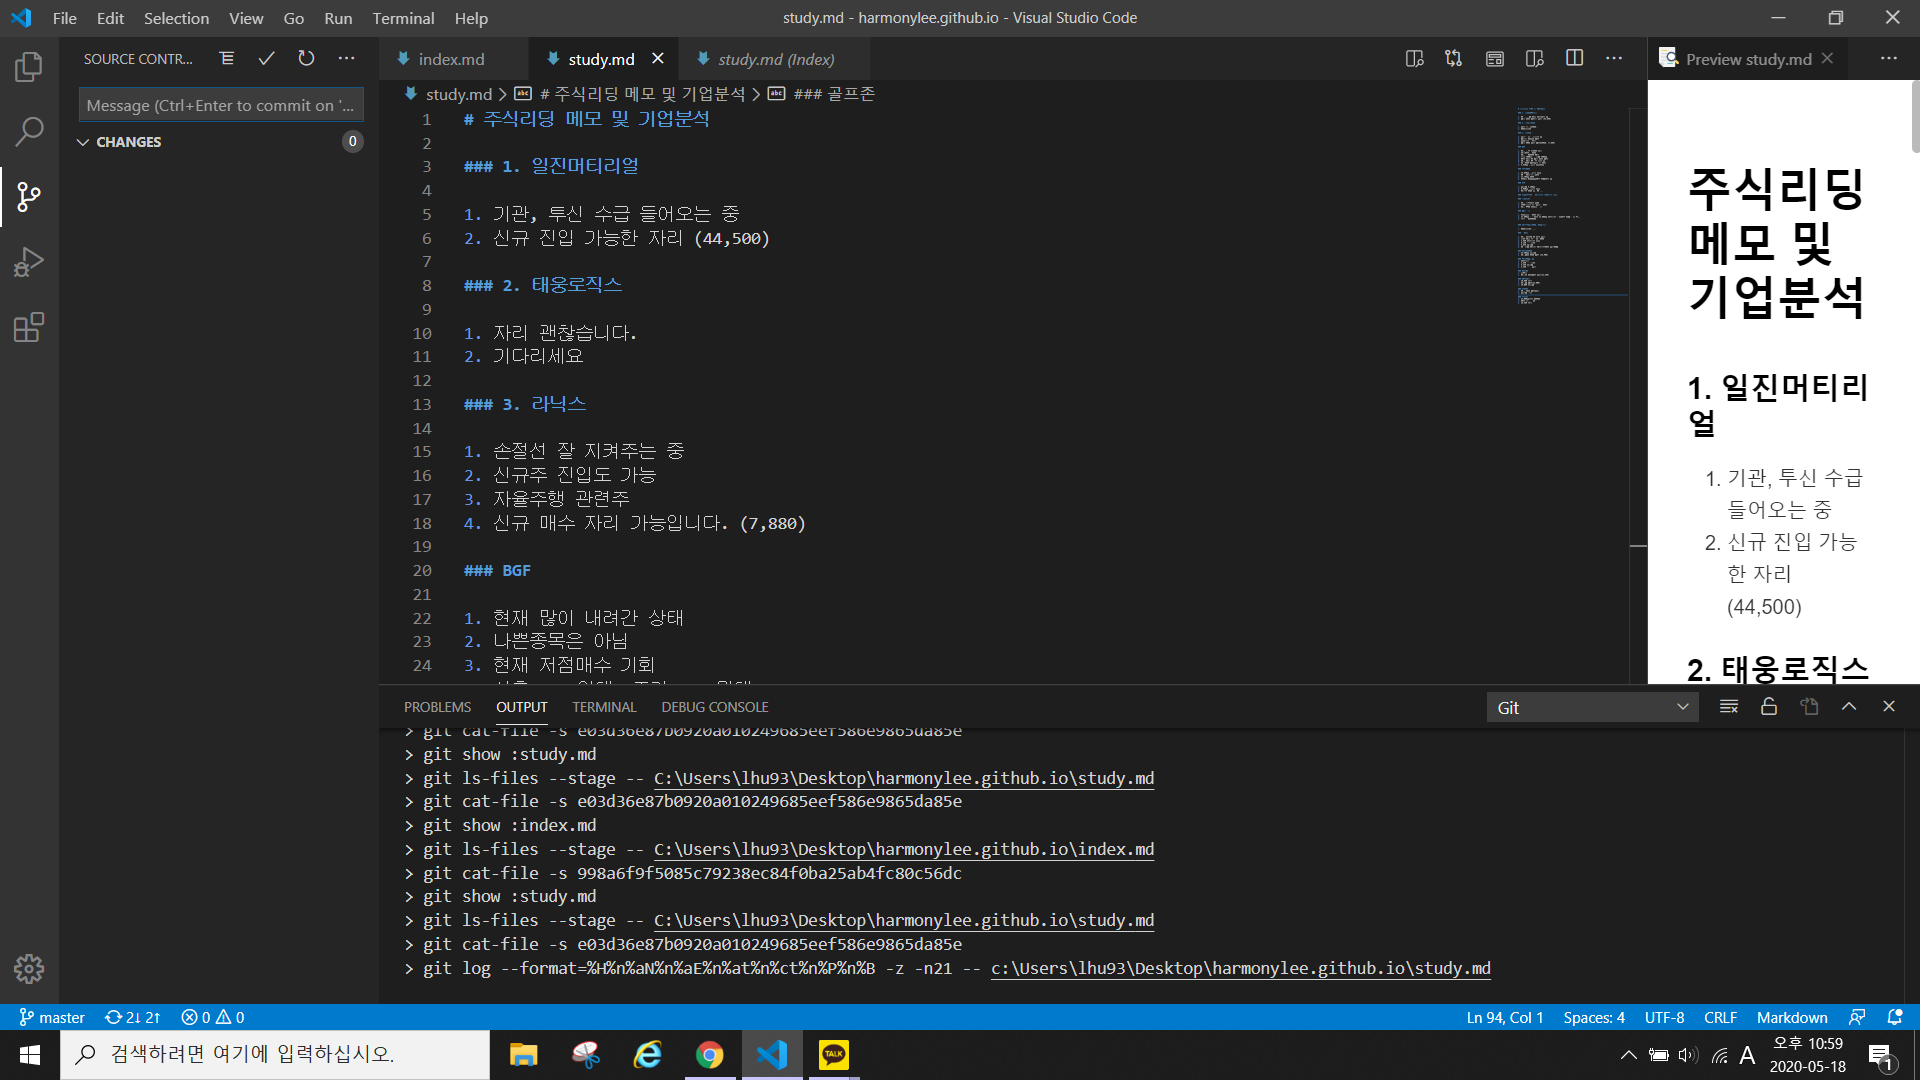 File Edit Selection View Go Run Terminal Help
study.md - harmonylee.github.io - Visual Studio Code
SOURCE CONTR...
Message (Ctrl+Enter to commit on '...
CHANGES 0
index.md
study.md
study.md (Index)
study.md > # 주식리딩 메모 및 기업분석 > ### 골프존
1 # 주식리딩 메모 및 기업분석
2
3 ### 1. 일진머티리얼
4
5 1. 기관, 투신 수급 들어오는 중
6 2. 신규 진입 가능한 자리 (44,500)
7
8 ### 2. 태웅로직스
9
10 1. 자리 괜찮습니다.
11 2. 기다리세요
12
13 ### 3. 라닉스
14
15 1. 손절선 잘 지켜주는 중
16 2. 신규주 진입도 가능
17 3. 자율주행 관련주
18 4. 신규 매수 자리 가능입니다. (7,880)
19
20 ### BGF
21
22 1. 현재 많이 내려간 상태
23 2. 나쁜종목은 아님
24 3. 현재 저점매수 기회
Preview study.md
주식리딩
메모 및
기업분석
1. 일진머티리
얼
1. 기관, 투신 수급
들어오는 중
2. 신규 진입 가능
한 자리
(44,500)
2. 태웅로직스
PROBLEMS OUTPUT TERMINAL DEBUG CONSOLE
Git
> git cat-file -s e03d36e87b0920a010249685eef586e9865da85e
> git show :study.md
> git ls-files --stage -- C:\Users\lhu93\Desktop\harmonylee.github.io\study.md
> git cat-file -s e03d36e87b0920a010249685eef586e9865da85e
> git show :index.md
> git ls-files --stage -- C:\Users\lhu93\Desktop\harmonylee.github.io\index.md
> git cat-file -s 998a6f9f5085c79238ec84f0ba25ab4fc80c56dc
> git show :study.md
> git ls-files --stage -- C:\Users\lhu93\Desktop\harmonylee.github.io\study.md
> git cat-file -s e03d36e87b0920a010249685eef586e9865da85e
> git log --format=%H%n%aN%n%aE%n%at%n%ct%n%P%n%B -z -n21 -- c:\Users\lhu93\Desktop\harmonylee.github.io\study.md
master 2↓ 2↑ 0 0
Ln 94, Col 1 Spaces: 4 UTF-8 CRLF Markdown
검색하려면 여기에 입력하십시오.
TALK
A
오후 10:59
2020-05-18
1